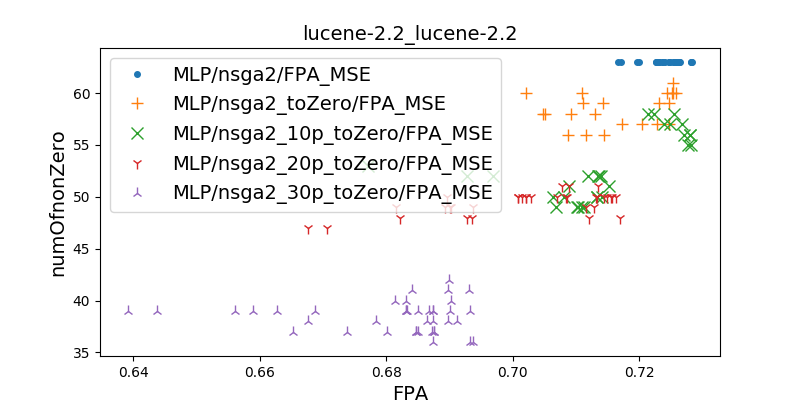 lucene-2.2_lucene-2.2
MLP/nsga2/FPA_MSE
MLP/nsga2_toZero/FPA_MSE
MLP/nsga2_10p_toZero/FPA_MSE
MLP/nsga2_20p_toZero/FPA_MSE
MLP/nsga2_30p_toZero/FPA_MSE
numOfnonZero
60
55
50
45
40
35
0.64 0.66 0.68 0.70 0.72
FPA